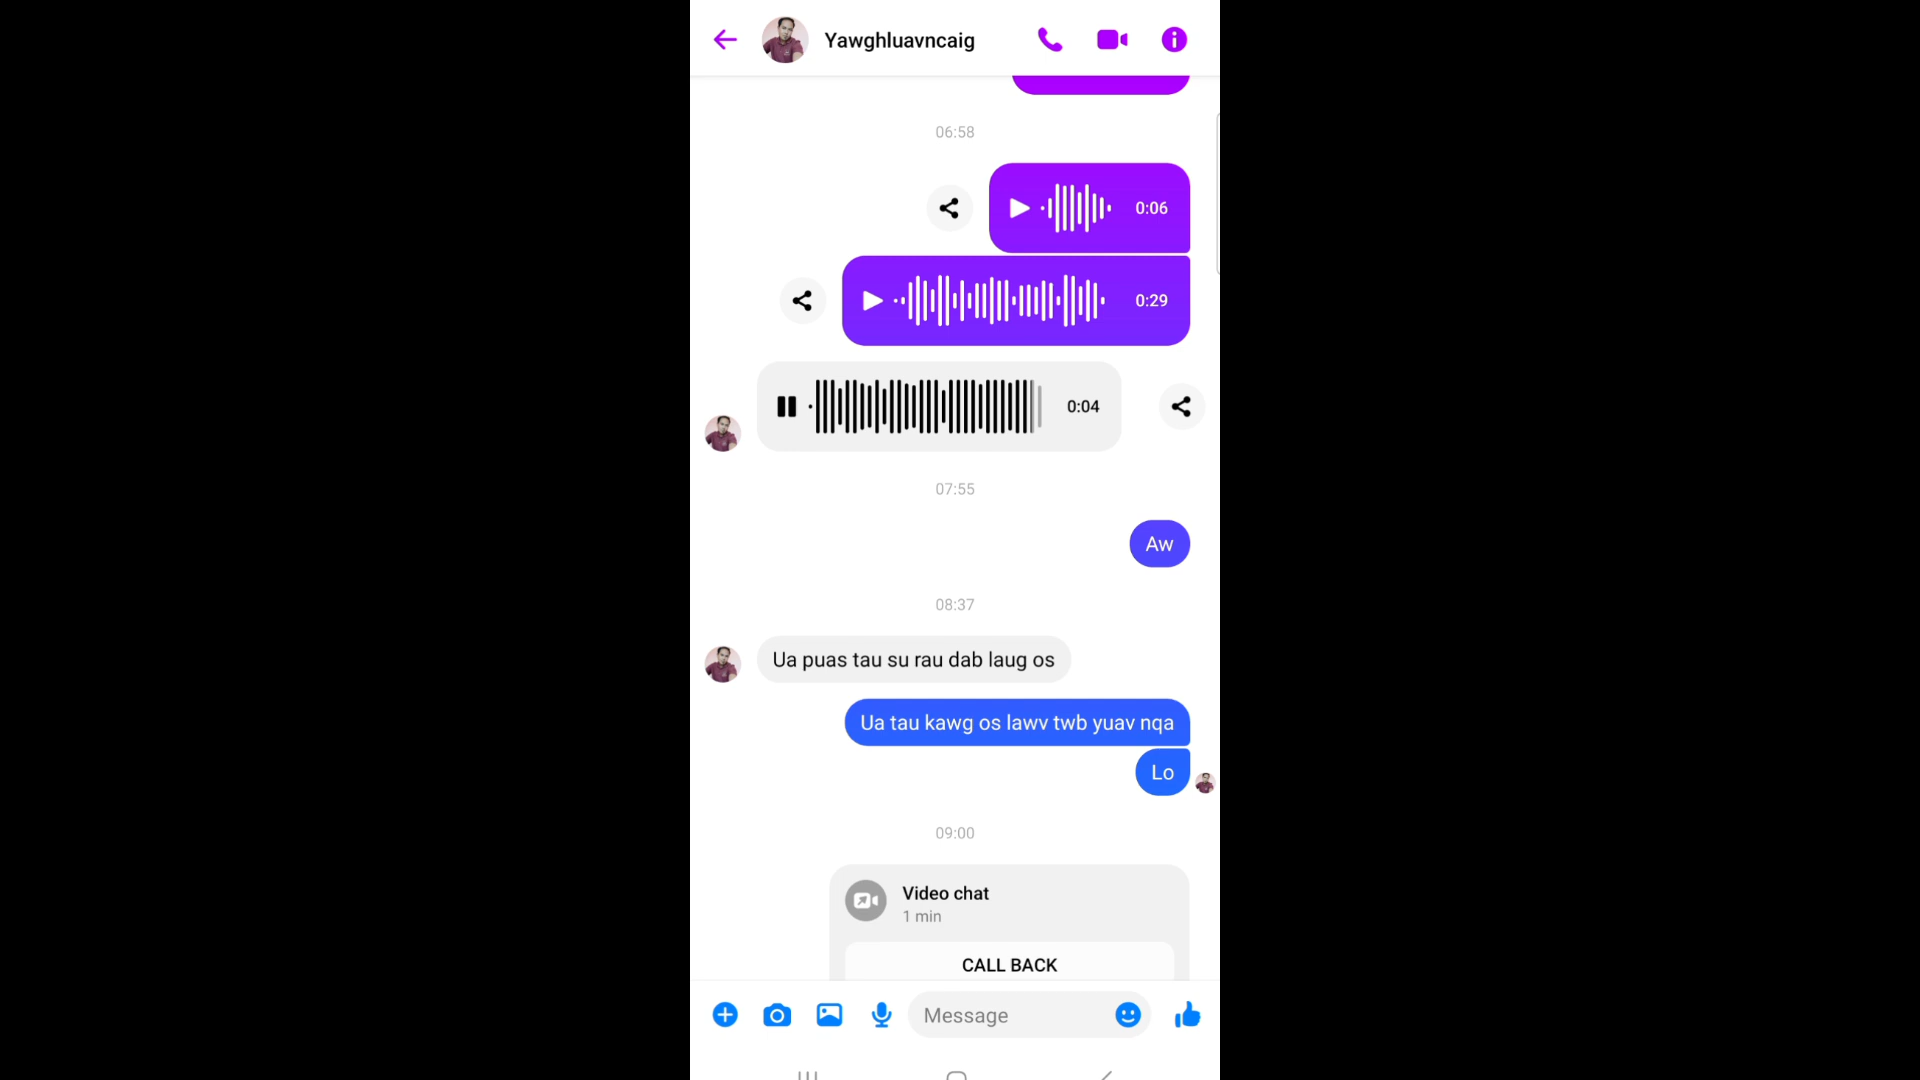 Yawghluavncaig
06:58
0:06
0:29
0:04
07:55
Aw
08:37
Ua puas tau su rau dab laug os
Ua tau kawg os lawv twb yuav nqa
Lo
09:00
Video chat
1 min
CALL BACK
Message